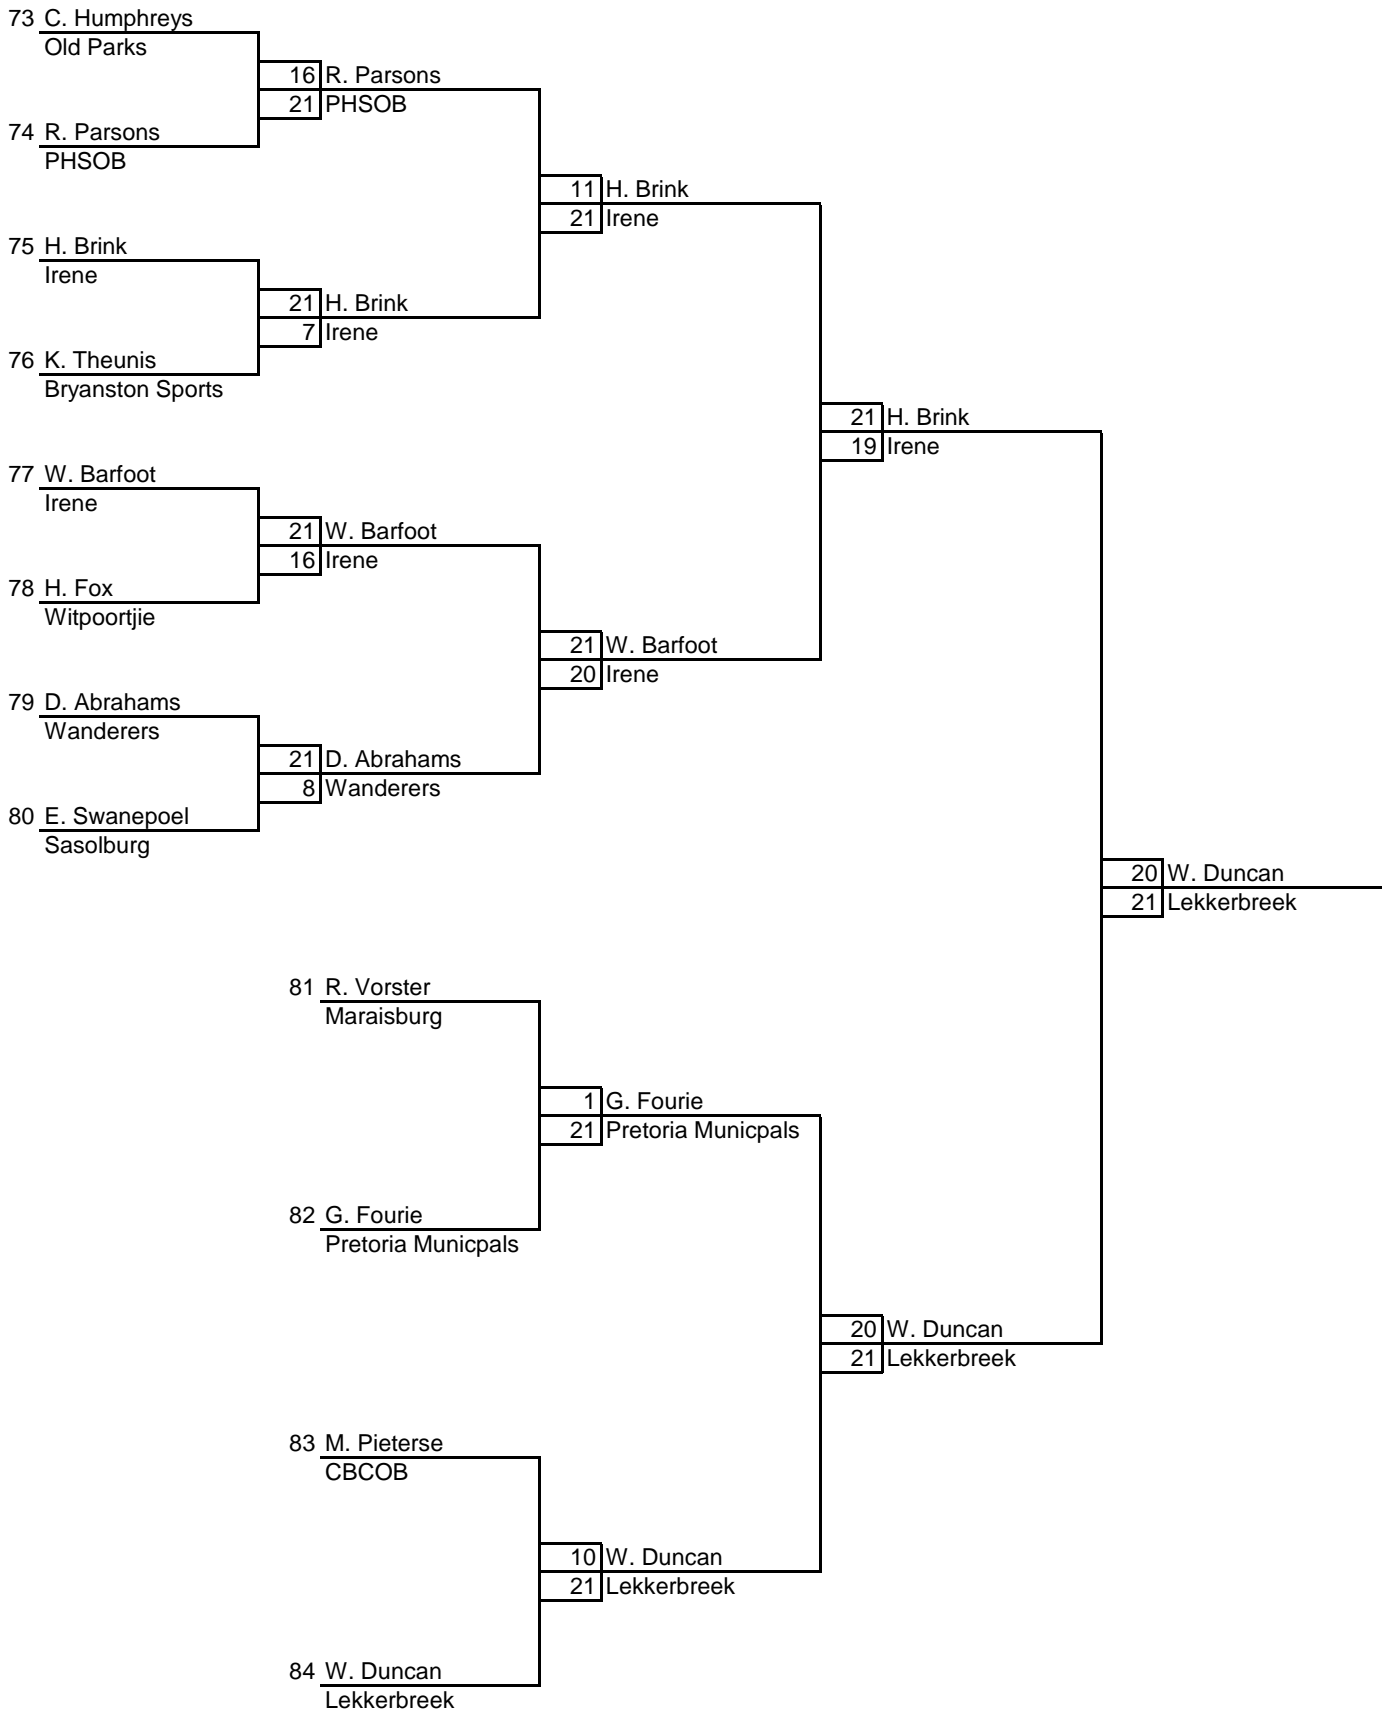 73 C. Humphreys
Old Parks
16 R. Parsons
21 PHSOB
74 R. Parsons
PHSOB
11 H. Brink
21 Irene
75 H. Brink
Irene
21 H. Brink
7 Irene
76 K. Theunis
Bryanston Sports
21 H. Brink
19 Irene
77 W. Barfoot
Irene
21 W. Barfoot
16 Irene
78 H. Fox
Witpoortjie
21 W. Barfoot
20 Irene
79 D. Abrahams
Wanderers
21 D. Abrahams
8 Wanderers
80 E. Swanepoel
Sasolburg
20 W. Duncan
21 Lekkerbreek
81 R. Vorster
Maraisburg
1 G. Fourie
21 Pretoria Municpals
82 G. Fourie
Pretoria Municpals
20 W. Duncan
21 Lekkerbreek
83 M. Pieterse
CBCOB
10 W. Duncan
21 Lekkerbreek
84 W. Duncan
Lekkerbreek